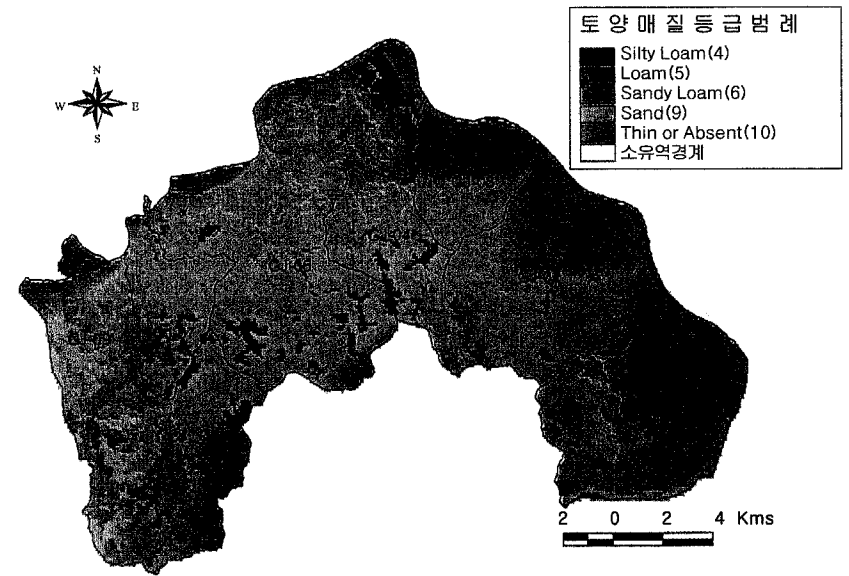 토양매질등급범례
Silty Loam(4)
Loam(5)
Sandy Loam(6)
Sand(9)
Thin or Absent(10)
소유역경계
N
W E
S
2 0 2 4 Kms